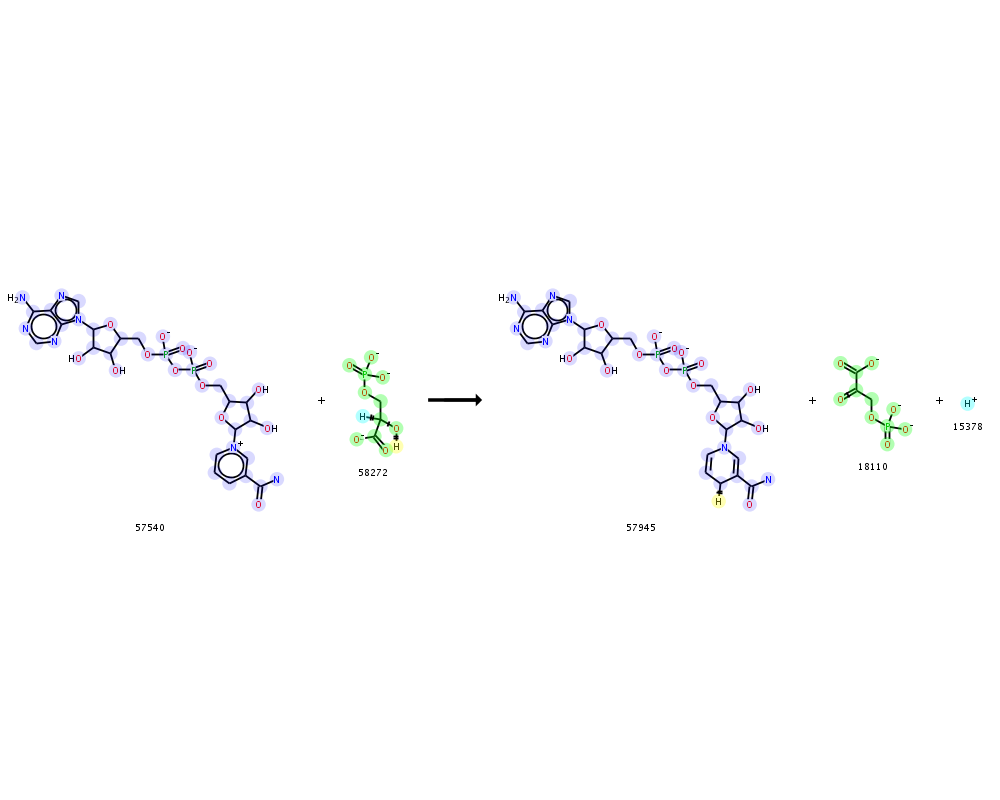 H₂N N N N N O HO OH O⁻ O O P O⁻ O P O O O OH OH N⁺ N O
57540
+
O⁻ O P O⁻ O H O O⁻ O H
58272
H₂N N N N N O HO OH O⁻ O O P O⁻ O P O O O OH OH N N O H
57945
+
O O⁻ O O O⁻ P O⁻ O
18110
+
H⁺
15378